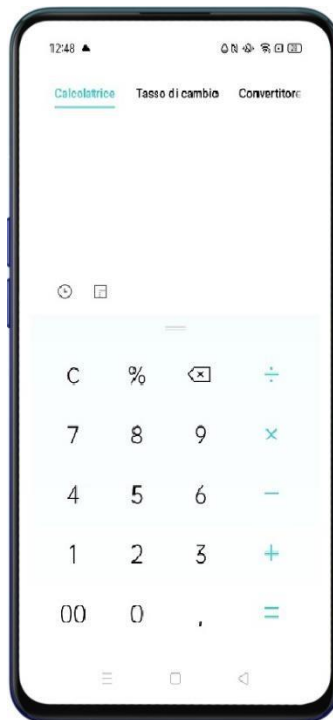 12:48
Calcolatrice Tasso di cambio Convertitore
C % ÷
7 8 9 ×
4 5 6 −
1 2 3 +
00 0 , =